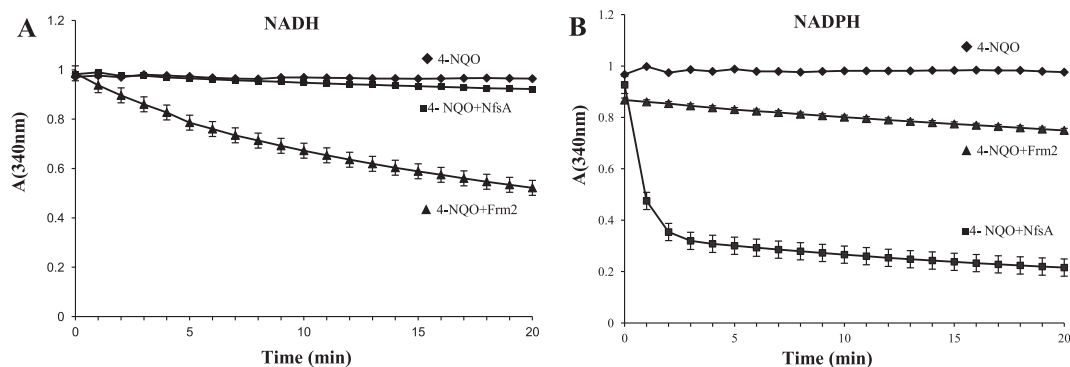 A
NADH
A(340nm)
1.2
1
0.8
0.6
0.4
0.2
0
4-NQO
4- NQO+NfsA
4-NQO+Frm2
0 5 10 15 20
Time (min)
B
NADPH
A(340nm)
1.2
1
0.8
0.6
0.4
0.2
0
4-NQO
4-NQO+Frm2
4- NQO+NfsA
0 5 10 15 20
Time (min)